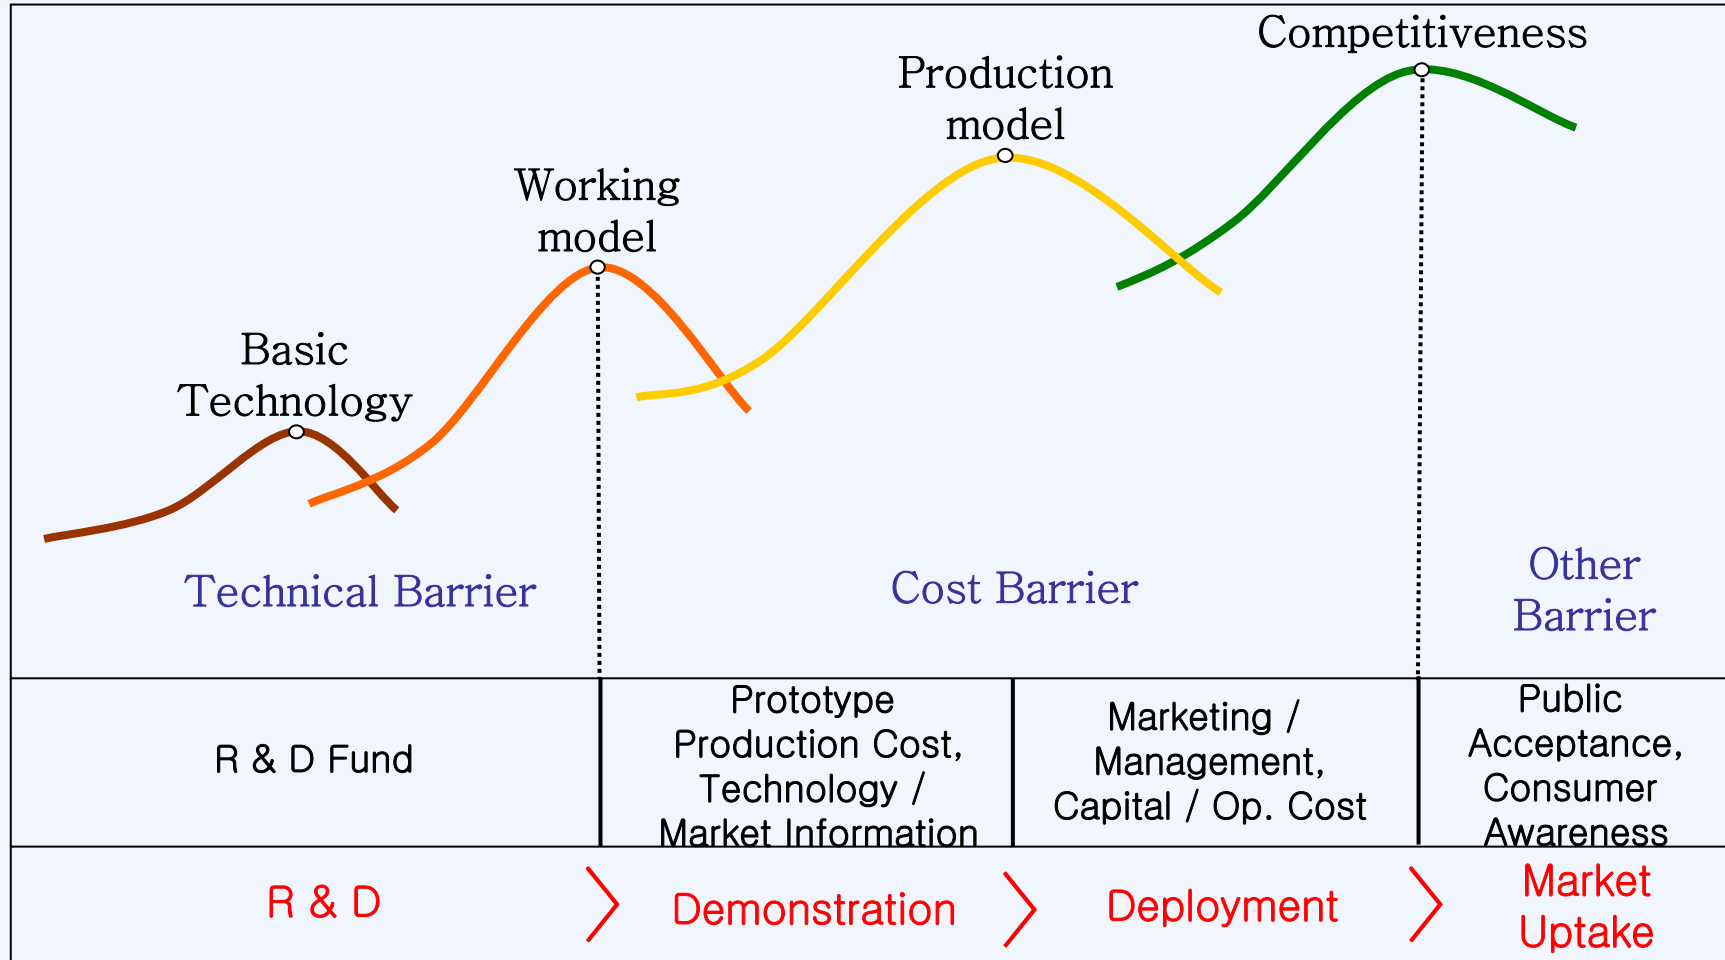 Competitiveness
Production
model
Working
model
Basic
Technology
Technical Barrier
Cost Barrier
Other
Barrier
R & D Fund
Prototype
Production Cost,
Technology /
Market Information
Marketing /
Management,
Capital / Op. Cost
Public
Acceptance,
Consumer
Awareness
R & D
Demonstration
Deployment
Market
Uptake